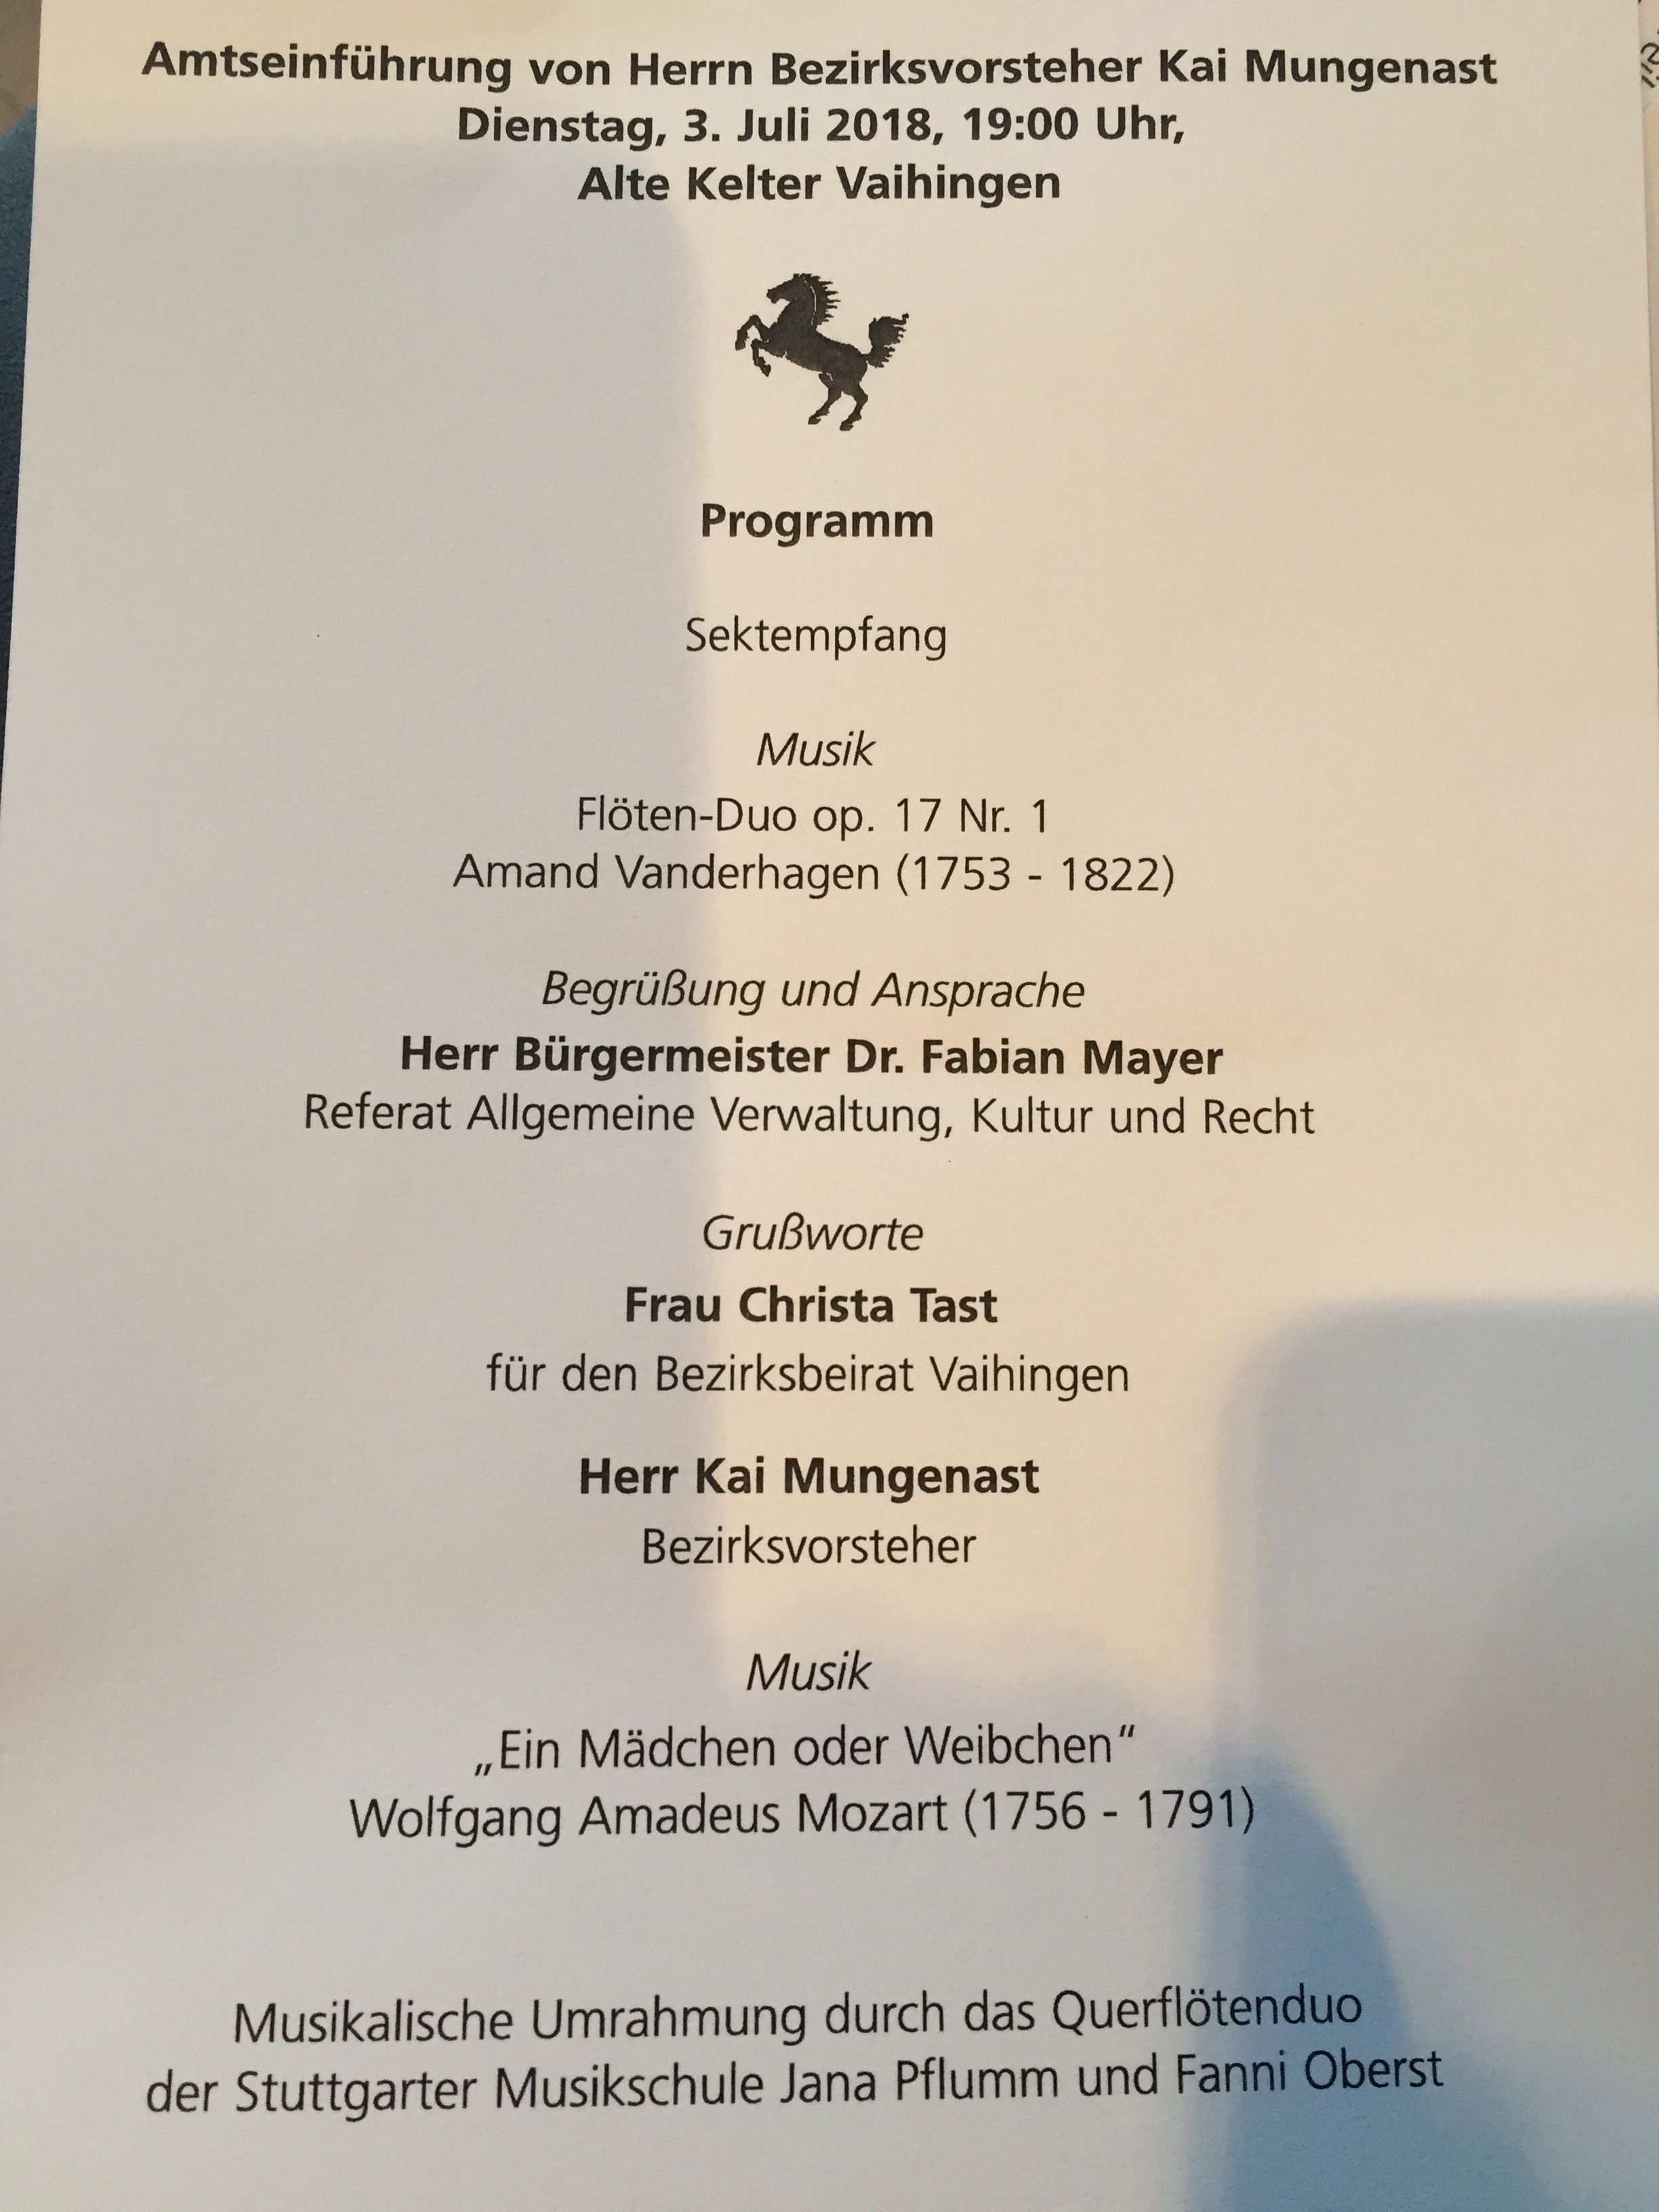 Amtseinführung von Herrn Bezirksvorsteher Kai Mungenast
Dienstag, 3. Juli 2018, 19:00 Uhr,
Alte Kelter Vaihingen
Programm
Sektempfang
Musik
Flöten-Duo op. 17 Nr. 1
Amand Vanderhagen (1753 - 1822)
Begrüßung und Ansprache
Herr Bürgermeister Dr. Fabian Mayer
Referat Allgemeine Verwaltung, Kultur und Recht
Grußworte
Frau Christa Tast
für den Bezirksbeirat Vaihingen
Herr Kai Mungenast
Bezirksvorsteher
Musik
„Ein Mädchen oder Weibchen“
Wolfgang Amadeus Mozart (1756 - 1791)
Musikalische Umrahmung durch das Querflötenduo
der Stuttgarter Musikschule Jana Pflumm und Fanni Oberst